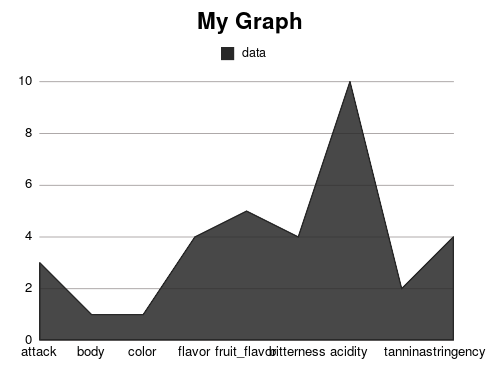 My Graph
data
10
8
6
4
2
0
attack body color flavor fruit_flavor bitterness acidity tannin astringency